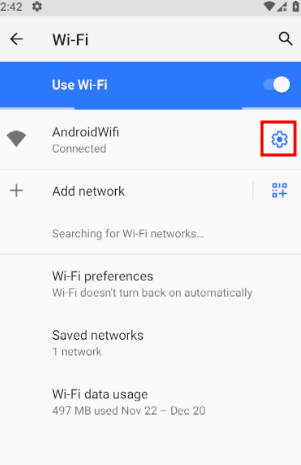 2:42
Wi-Fi
Use Wi-Fi
AndroidWifi
Connected
Add network
Searching for Wi-Fi networks…
Wi-Fi preferences
Wi-Fi doesn't turn back on automatically
Saved networks
1 network
Wi-Fi data usage
497 MB used Nov 22 – Dec 20